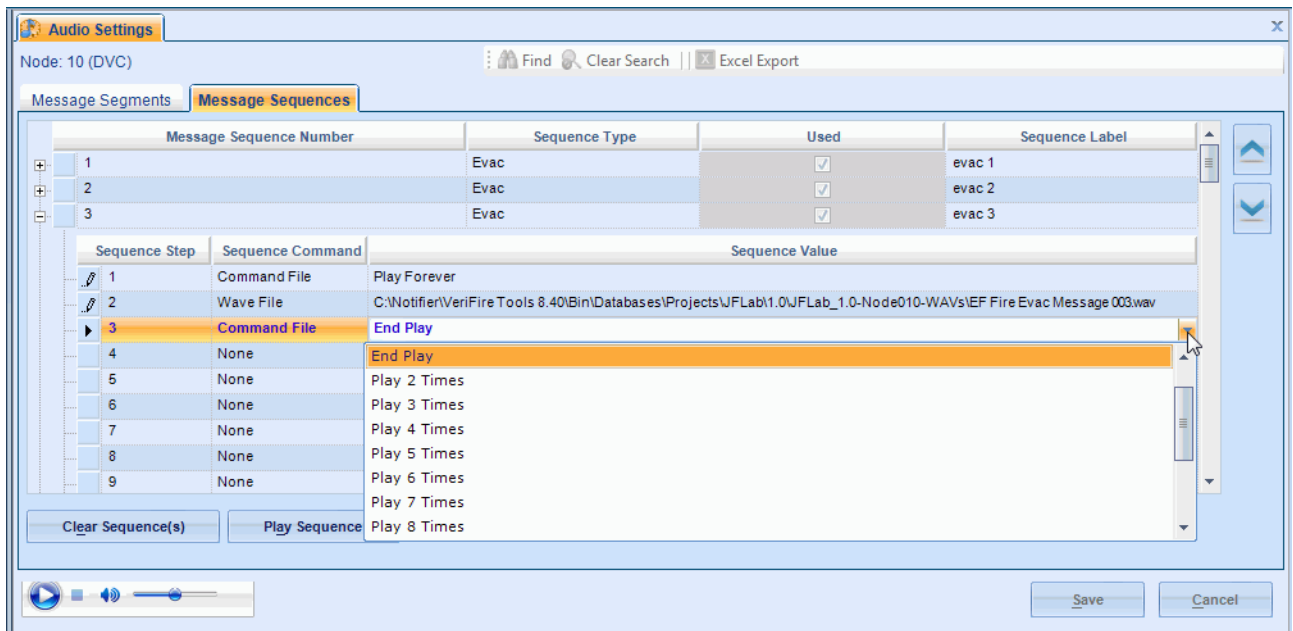 Audio Settings
X
Node: 10 (DVC)
Find Clear Search Excel Export
Message Segments Message Sequences
Message Sequence Number Sequence Type Used Sequence Label
1 Evac evac 1
2 Evac evac 2
3 Evac evac 3
Sequence Step Sequence Command Sequence Value
1 Command File Play Forever
2 Wave File C:\Notifier\VeriFire Tools 8.40\Bin\Databases\Projects\JFLab\1.0\JFLab_1.0-Node010-WAVs\EF Fire Evac Message 003.wav
3 Command File End Play
4 None End Play
5 None Play 2 Times
6 None Play 3 Times
7 None Play 4 Times
8 None Play 5 Times
9 None Play 6 Times
Play 7 Times
Clear Sequence(s) Play Sequence Play 8 Times
Save Cancel